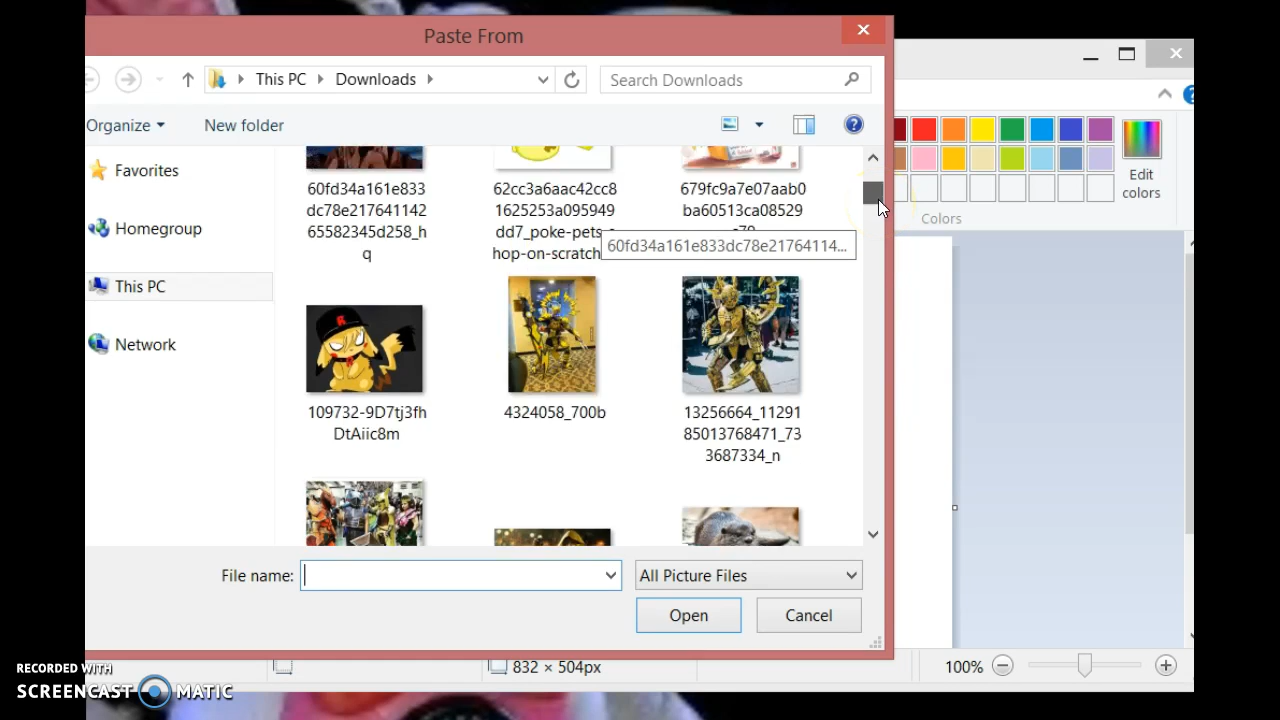 Paste From
This PC
Downloads
Search Downloads
Organize
New folder
Favorites
Homegroup
This PC
Network
60fd34a161e833
dc78e217641142
65582345d258_h
q
62cc3a6aac42cc8
1625253a095949
dd7_poke-pets-s
hop-on-scratch
679fc9a7e07aab0
ba60513ca08529
60fd34a161e833dc78e21764114...
R
109732-9D7tj3fh
DtAiic8m
4324058_700b
13256664_11291
85013768471_73
3687334_n
File name:
All Picture Files
Open
Cancel
Edit
colors
Colors
832 × 504px
100%
RECORDED WITH
SCREENCAST MATIC